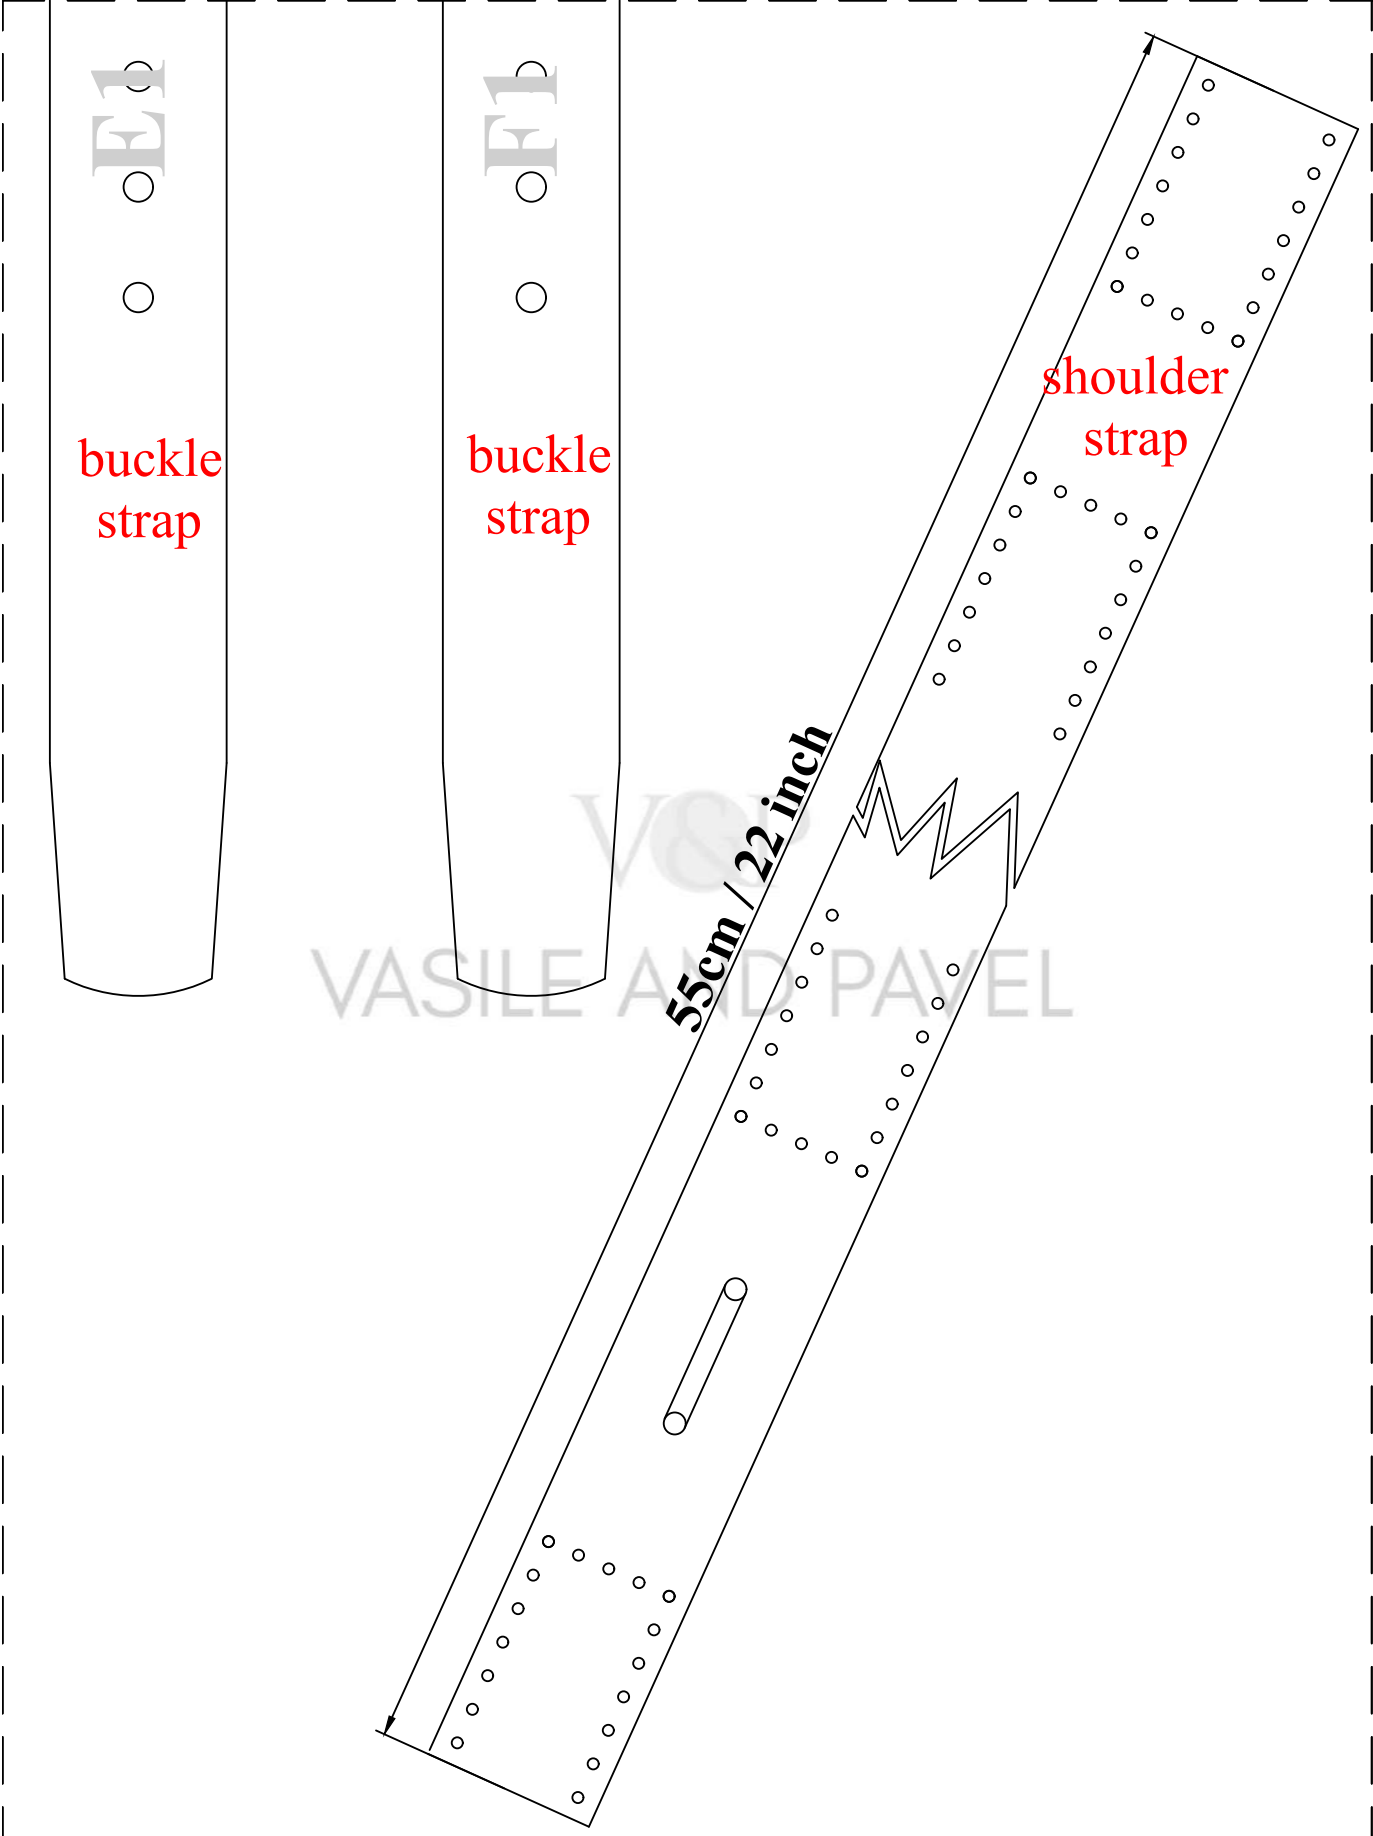 E1
F1
shoulder
strap
buckle
strap
buckle
strap
55cm / 22 inch
V&P
VASILE AND PAVEL